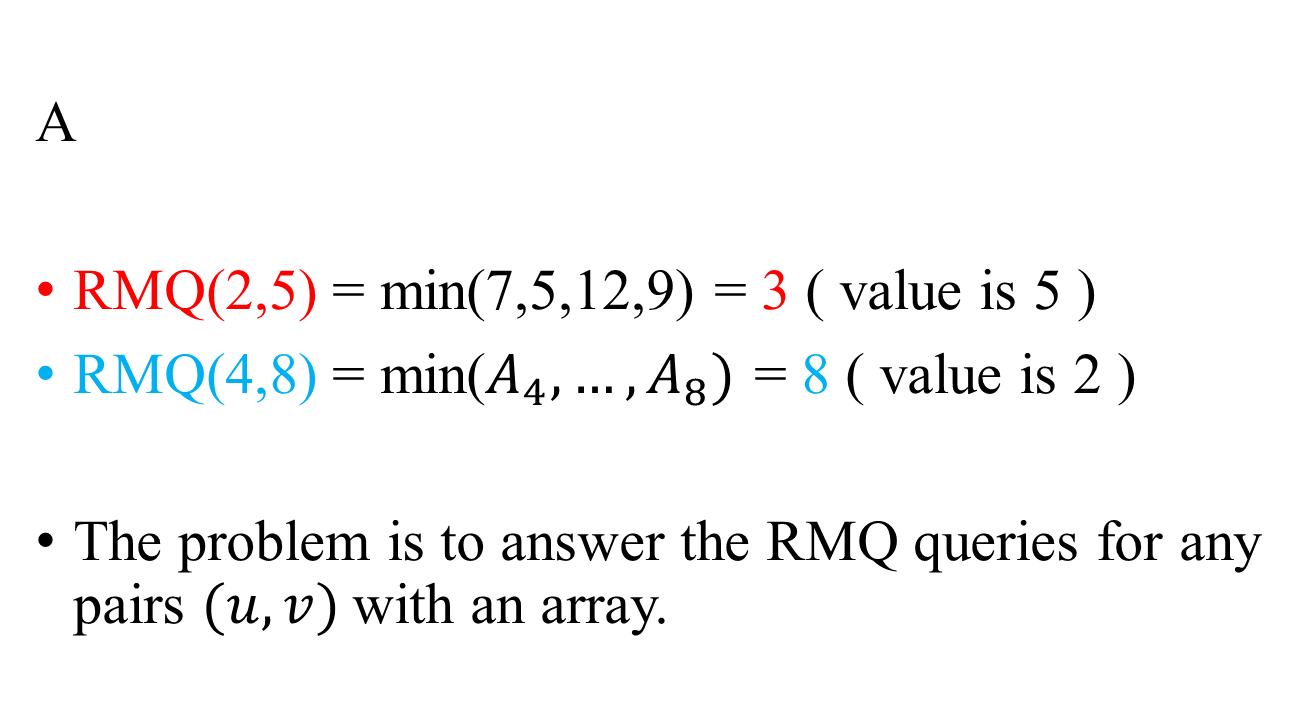 A
• RMQ(2,5) = min(7,5,12,9) = 3 ( value is 5 )
• RMQ(4,8) = min(𝐴₄, … , 𝐴₈) = 8 ( value is 2 )
• The problem is to answer the RMQ queries for any
pairs (𝑢, 𝑣) with an array.